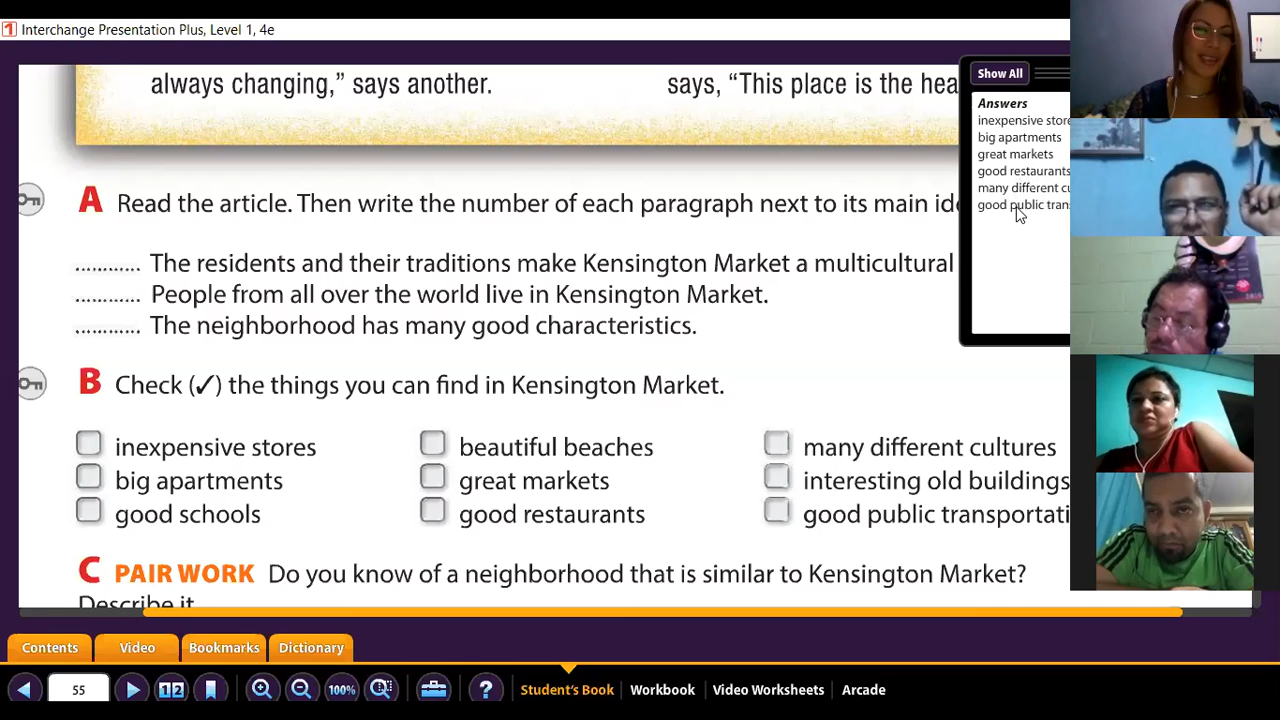 Interchange Presentation Plus, Level 1, 4e
always changing,” says another.
says, “This place is the hea
Show All
Answers
inexpensive store
big apartments
great markets
good restaurants
many different cu
good public trans
A Read the article. Then write the number of each paragraph next to its main ide
........... The residents and their traditions make Kensington Market a multicultural
........... People from all over the world live in Kensington Market.
........... The neighborhood has many good characteristics.
B Check (✓) the things you can find in Kensington Market.
inexpensive stores
beautiful beaches
many different cultures
big apartments
great markets
interesting old buildings
good schools
good restaurants
good public transportati
C PAIR WORK Do you know of a neighborhood that is similar to Kensington Market?
Describe it
Contents
Video
Bookmarks
Dictionary
55
1 2
100%
?
Student's Book
Workbook
Video Worksheets
Arcade